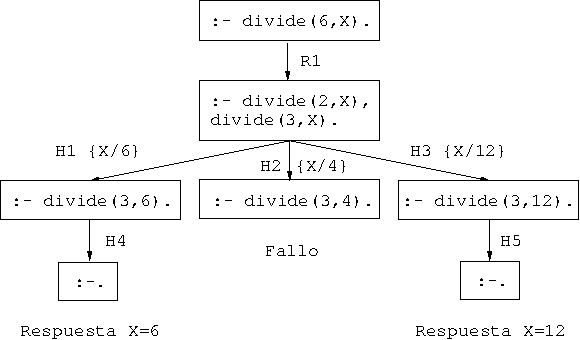 :- divide(6,X).
R1
:- divide(2,X),
divide(3,X).
H1 {X/6}
H2 {X/4}
H3 {X/12}
:- divide(3,6).
:- divide(3,4).
:- divide(3,12).
H4
Fallo
H5
:-.
:-.
Respuesta X=6
Respuesta X=12